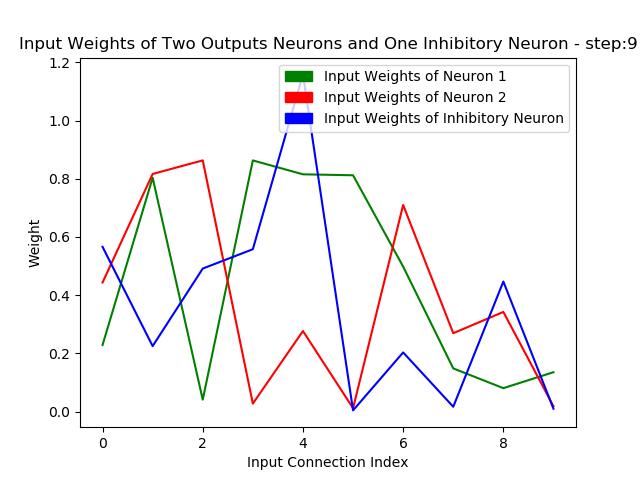 Input Weights of Two Outputs Neurons and One Inhibitory Neuron - step:9
Input Weights of Neuron 1
Input Weights of Neuron 2
Input Weights of Inhibitory Neuron
1.2
1.0
0.8
0.6
0.4
0.2
0.0
Weight
0 2 4 6 8
Input Connection Index